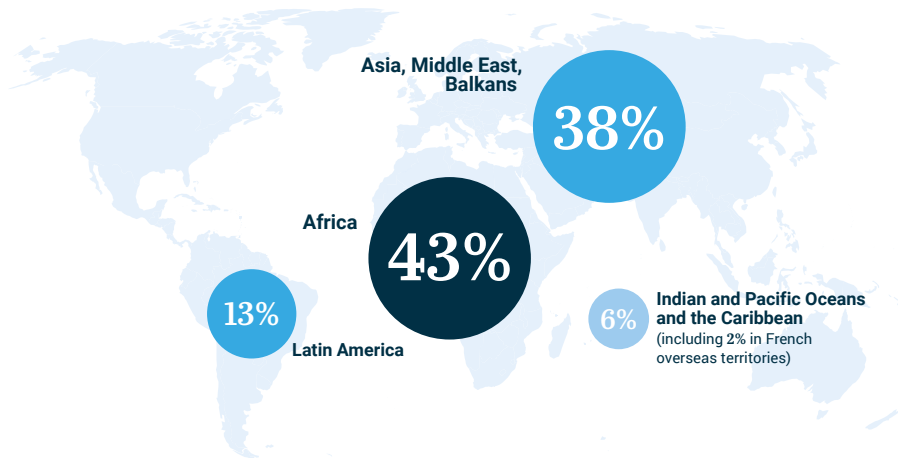 Asia, Middle East,
Balkans
38%
Africa
43%
13%
Latin America
6%
Indian and Pacific Oceans
and the Caribbean
(including 2% in French
overseas territories)